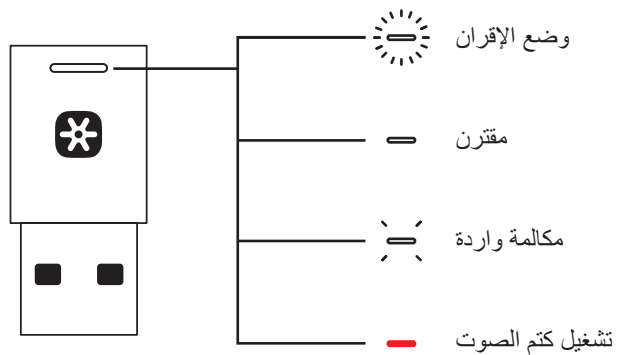 وضع الإقران
مقترن
مكالمة واردة
تشغيل كتم الصوت